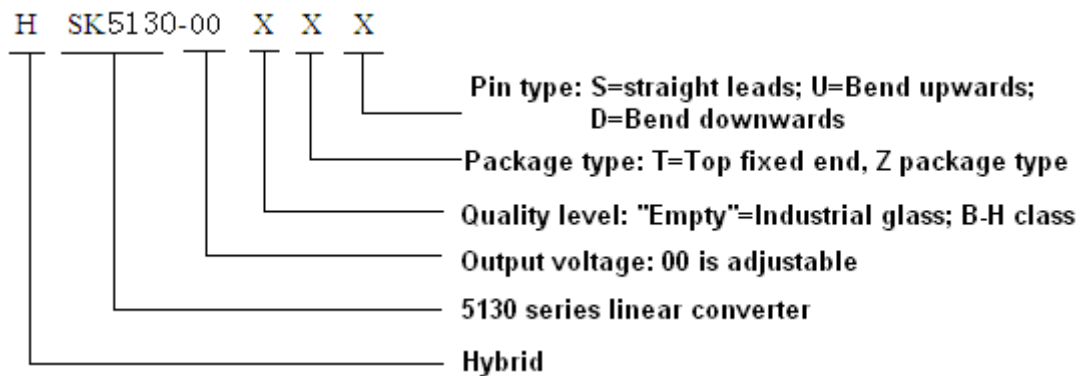 H SK5130-00 X X X
Pin type: S=straight leads; U=Bend upwards;
D=Bend downwards
Package type: T=Top fixed end, Z package type
Quality level: "Empty"=Industrial glass; B-H class
Output voltage: 00 is adjustable
5130 series linear converter
Hybrid